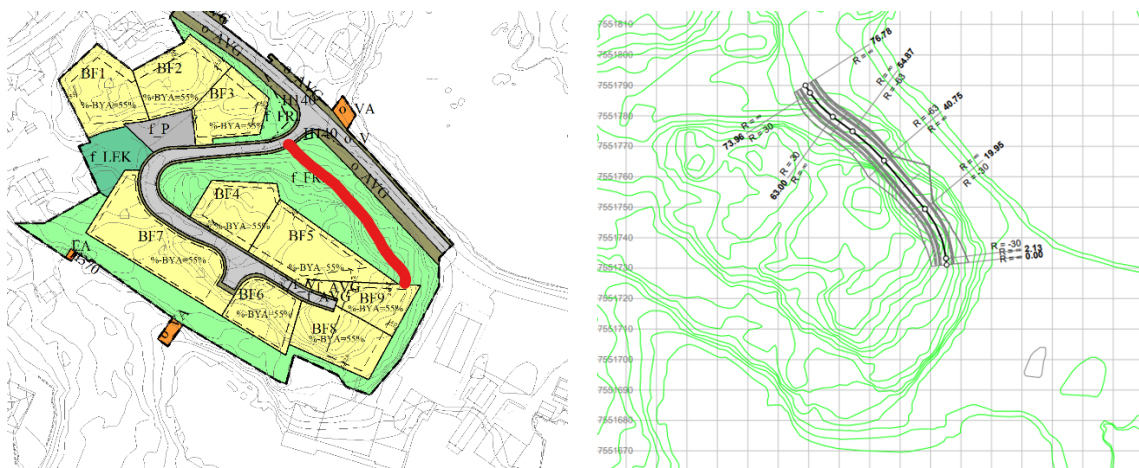 o_AVG
BF1
BF2
BF3
%-BYA=55%
%-BYA=55%
%-BYA=55%
f_P
f_FR
H140
o_VA
H140
o_V
o_AVG
f_LEK
f_FR
BF4
%-BYA=55%
BF5
BF7
%-BYA=55%
%-BYA=55%
BF6
%-BYA=55%
BF9
%-BYA=55%
BF8
%-BYA=55%
7551810
7551800
7551790
7551780
7551770
7551760
7551750
7551740
7551730
7551720
7551710
7551700
7551690
7551680
7551670
76.78
R = ∞
54.87
R = ∞
R = -63
40.75
R = -63
R = ∞
73.96
R = ∞
R = 30
63.00
R = 30
R = ∞
19.95
R = ∞
R = -30
R = -30
R = ∞
2.13
R = ∞
0.00